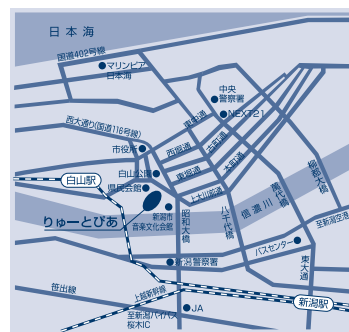 日本海
国道402号線
マリンピア
日本海
中央
警察署
NEXT21
西大通り(国道116号線)
東中通
市役所
西堀通
古町通
本町通
白山公園
東堀通
柳都大橋
白山駅
県民会館
上大川前通
萬代橋
信濃川
りゅーとぴあ
新潟市
音楽文化会館
昭和大橋
八千代橋
至新潟空港
バスセンター
新潟警察署
東大通
笹出線
上越新幹線
新潟駅
至新潟バイパス
桜木IC
JA